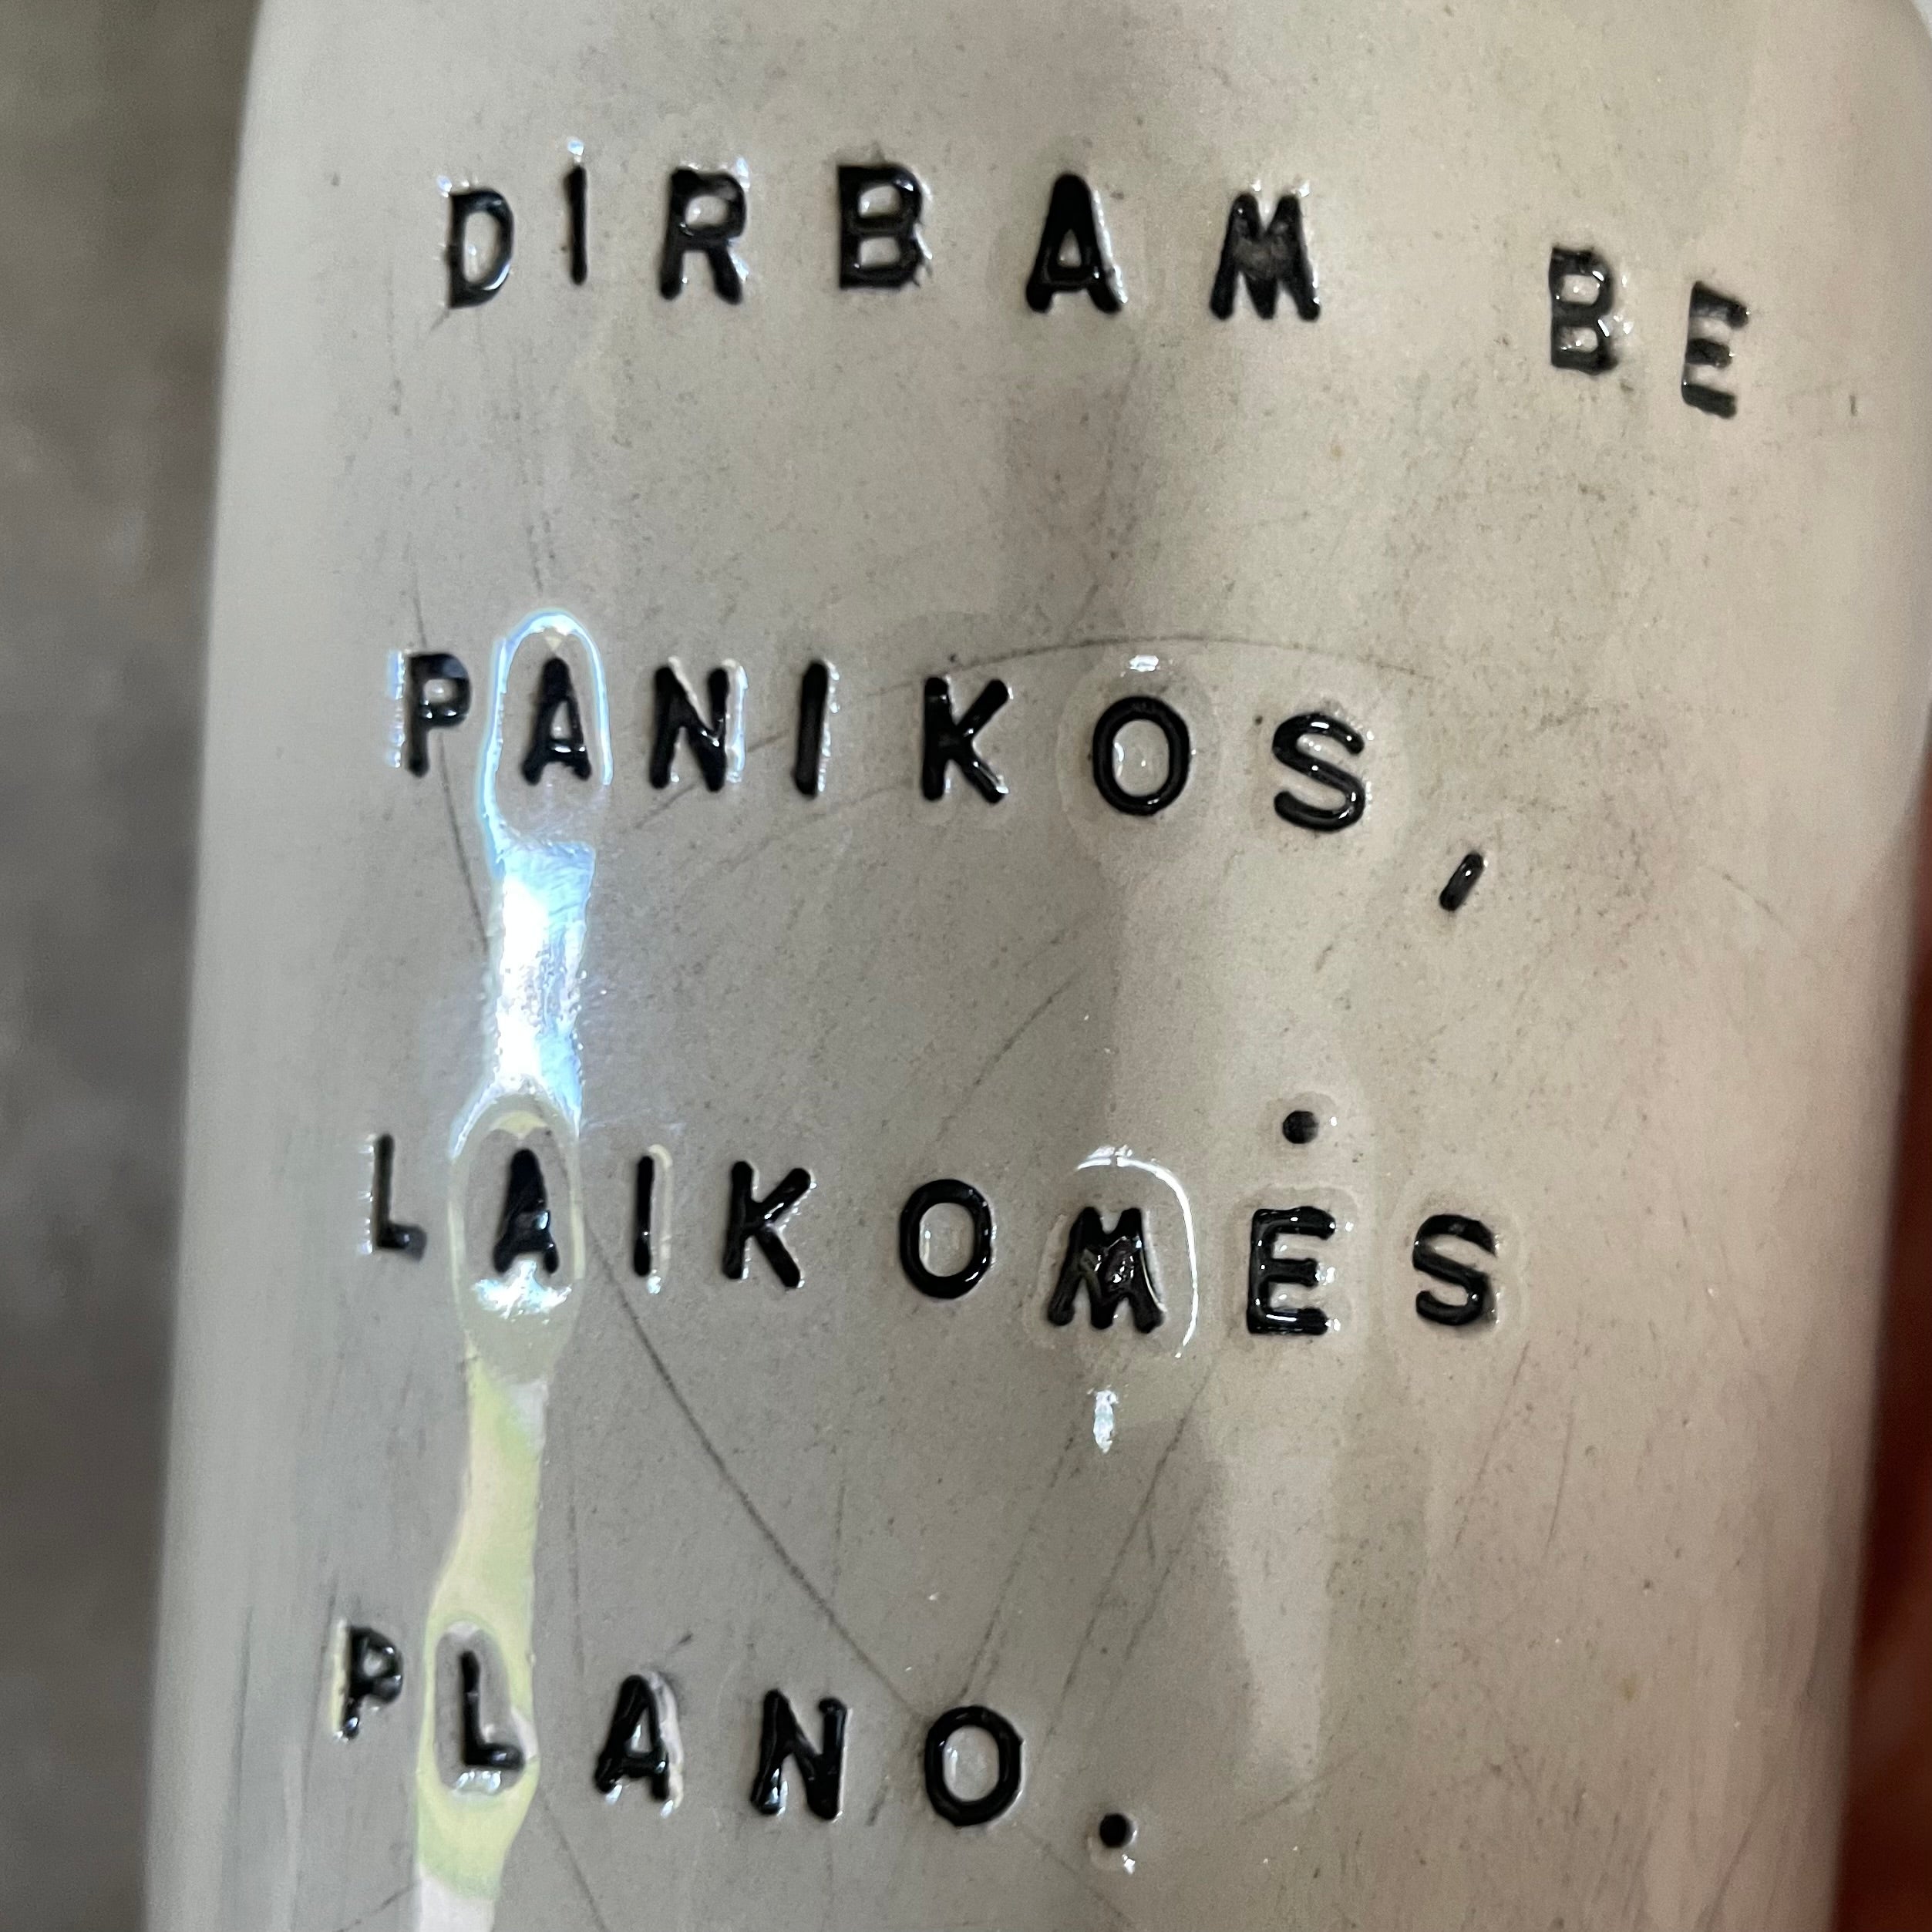 DIRBAM BE
PANIKOS,
LAIKOMĖS
PLANO.